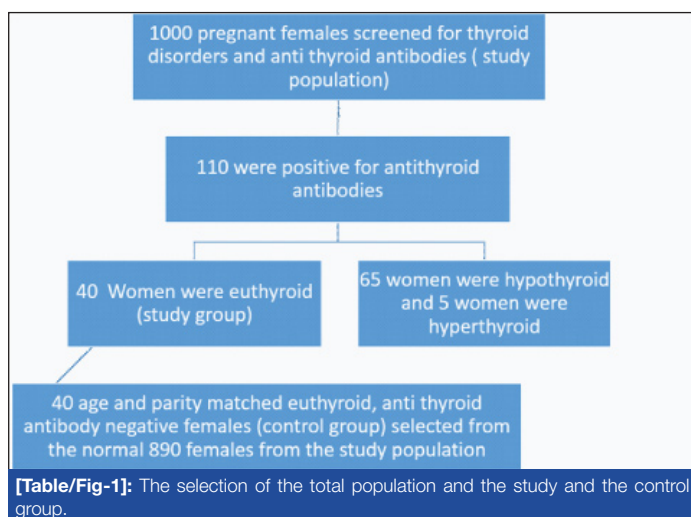 1000 pregnant females screened for thyroid
disorders and anti thyroid antibodies ( study
population)
110 were positive for antithyroid
antibodies
40 Women were euthyroid
(study group)
65 women were hypothyroid
and 5 women were
hyperthyroid
40 age and parity matched euthyroid, anti thyroid
antibody negative females (control group) selected from
the normal 890 females from the study population
[Table/Fig-1]: The selection of the total population and the study and the control
group.